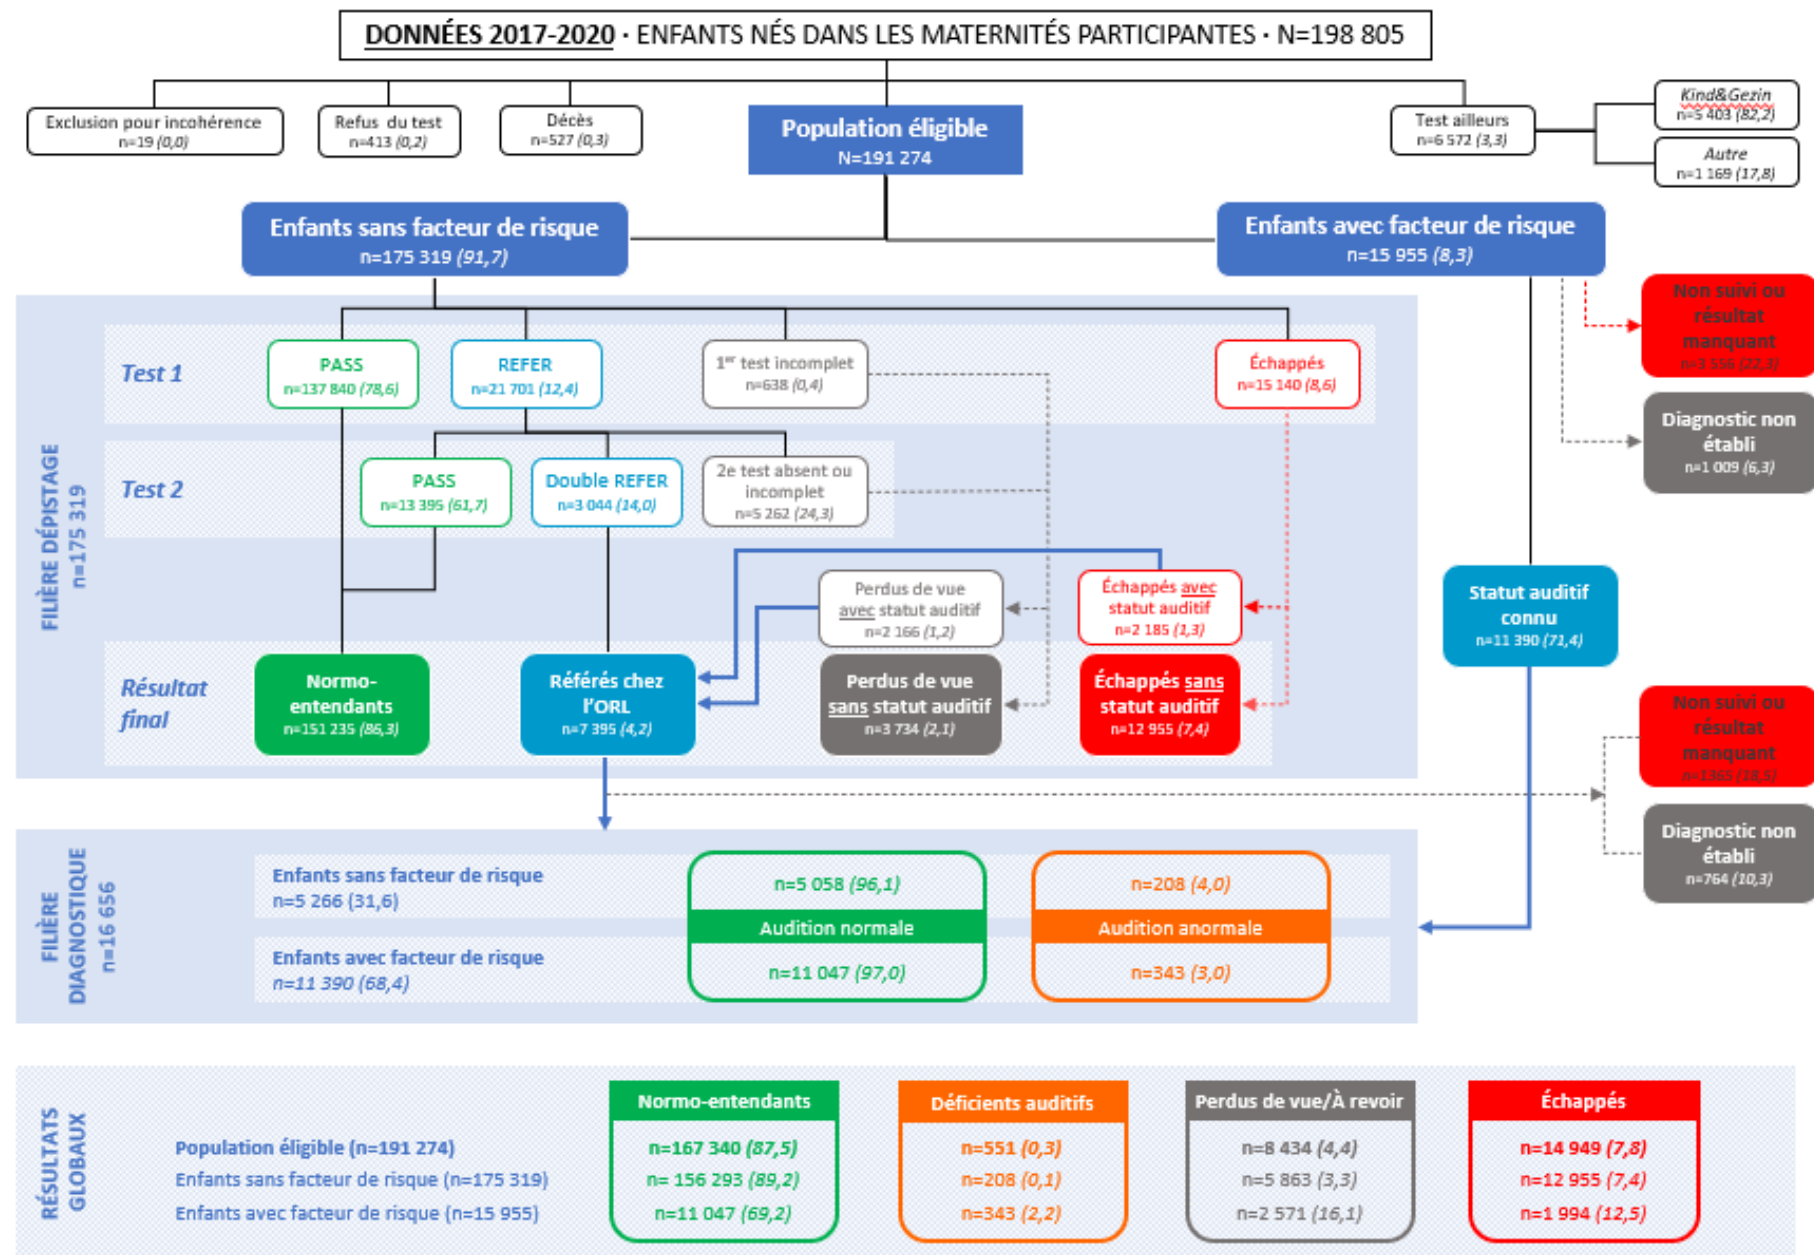 DONNÉES 2017-2020 · ENFANTS NÉS DANS LES MATERNITÉS PARTICIPANTES · N=198 805
Exclusion pour incohérence
n=19 (0,0)
Refus du test
n=413 (0,2)
Décès
n=527 (0,3)
Population éligible
N=191 274
Test ailleurs
n=6 572 (3,3)
Kind&Gezin
n=5 403 (82,2)
Autre
n=1 169 (17,8)
Enfants sans facteur de risque
n=175 319 (91,7)
Enfants avec facteur de risque
n=15 955 (8,3)
Non suivi ou
résultat
manquant
n=3 556 (22,3)
Diagnostic non
établi
n=1 009 (6,3)
FILIÈRE DÉPISTAGE
n=175 319
Test 1
PASS
n=137 840 (78,6)
REFER
n=21 701 (12,4)
1er test incomplet
n=638 (0,4)
Échappés
n=15 140 (8,6)
Test 2
PASS
n=13 395 (61,7)
Double REFER
n=3 044 (14,0)
2e test absent ou
incomplet
n=5 262 (24,3)
Perdus de vue
avec statut auditif
n=2 166 (1,2)
Échappés avec
statut auditif
n=2 185 (1,3)
Statut auditif
connu
n=11 390 (71,4)
Résultat
final
Normo-
entendants
n=151 235 (86,3)
Référés chez
l'ORL
n=7 395 (4,2)
Perdus de vue
sans statut auditif
n=3 734 (2,1)
Échappés sans
statut auditif
n=12 955 (7,4)
Non suivi ou
résultat
manquant
n=1365 (18,5)
Diagnostic non
établi
n=764 (10,3)
FILIÈRE
DIAGNOSTIQUE
n=16 656
Enfants sans facteur de risque
n=5 266 (31,6)
n=5 058 (96,1)
n=208 (4,0)
Audition normale
Audition anormale
Enfants avec facteur de risque
n=11 390 (68,4)
n=11 047 (97,0)
n=343 (3,0)
RÉSULTATS
GLOBAUX
Normo-entendants
Déficients auditifs
Perdus de vue/À revoir
Échappés
Population éligible (n=191 274)
n=167 340 (87,5)
n=551 (0,3)
n=8 434 (4,4)
n=14 949 (7,8)
Enfants sans facteur de risque (n=175 319)
n= 156 293 (89,2)
n=208 (0,1)
n=5 863 (3,3)
n=12 955 (7,4)
Enfants avec facteur de risque (n=15 955)
n=11 047 (69,2)
n=343 (2,2)
n=2 571 (16,1)
n=1 994 (12,5)